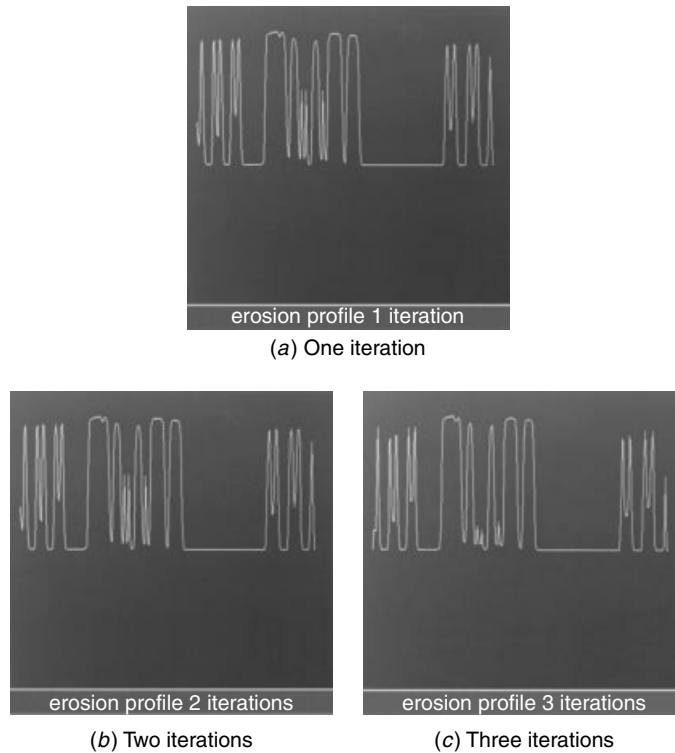 erosion profile 1 iteration
(a) One iteration
erosion profile 2 iterations
erosion profile 3 iterations
(b) Two iterations
(c) Three iterations